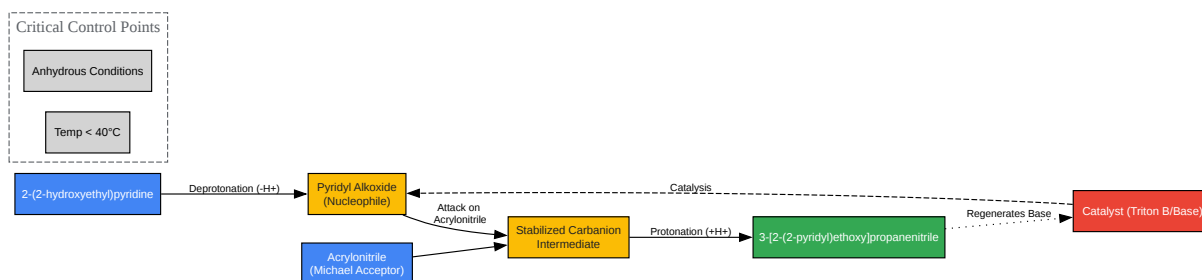 Critical Control Points
Anhydrous Conditions
Temp < 40°C
2-(2-hydroxyethyl)pyridine
Deprotonation (-H+)
Pyridyl Alkoxide
(Nucleophile)
Catalysis
Attack on
Acrylonitrile
Acrylonitrile
(Michael Acceptor)
Stabilized Carbanion
Intermediate
Protonation (+H+)
3-[2-(2-pyridyl)ethoxy]propanenitrile
Regenerates Base
Catalyst (Triton B/Base)